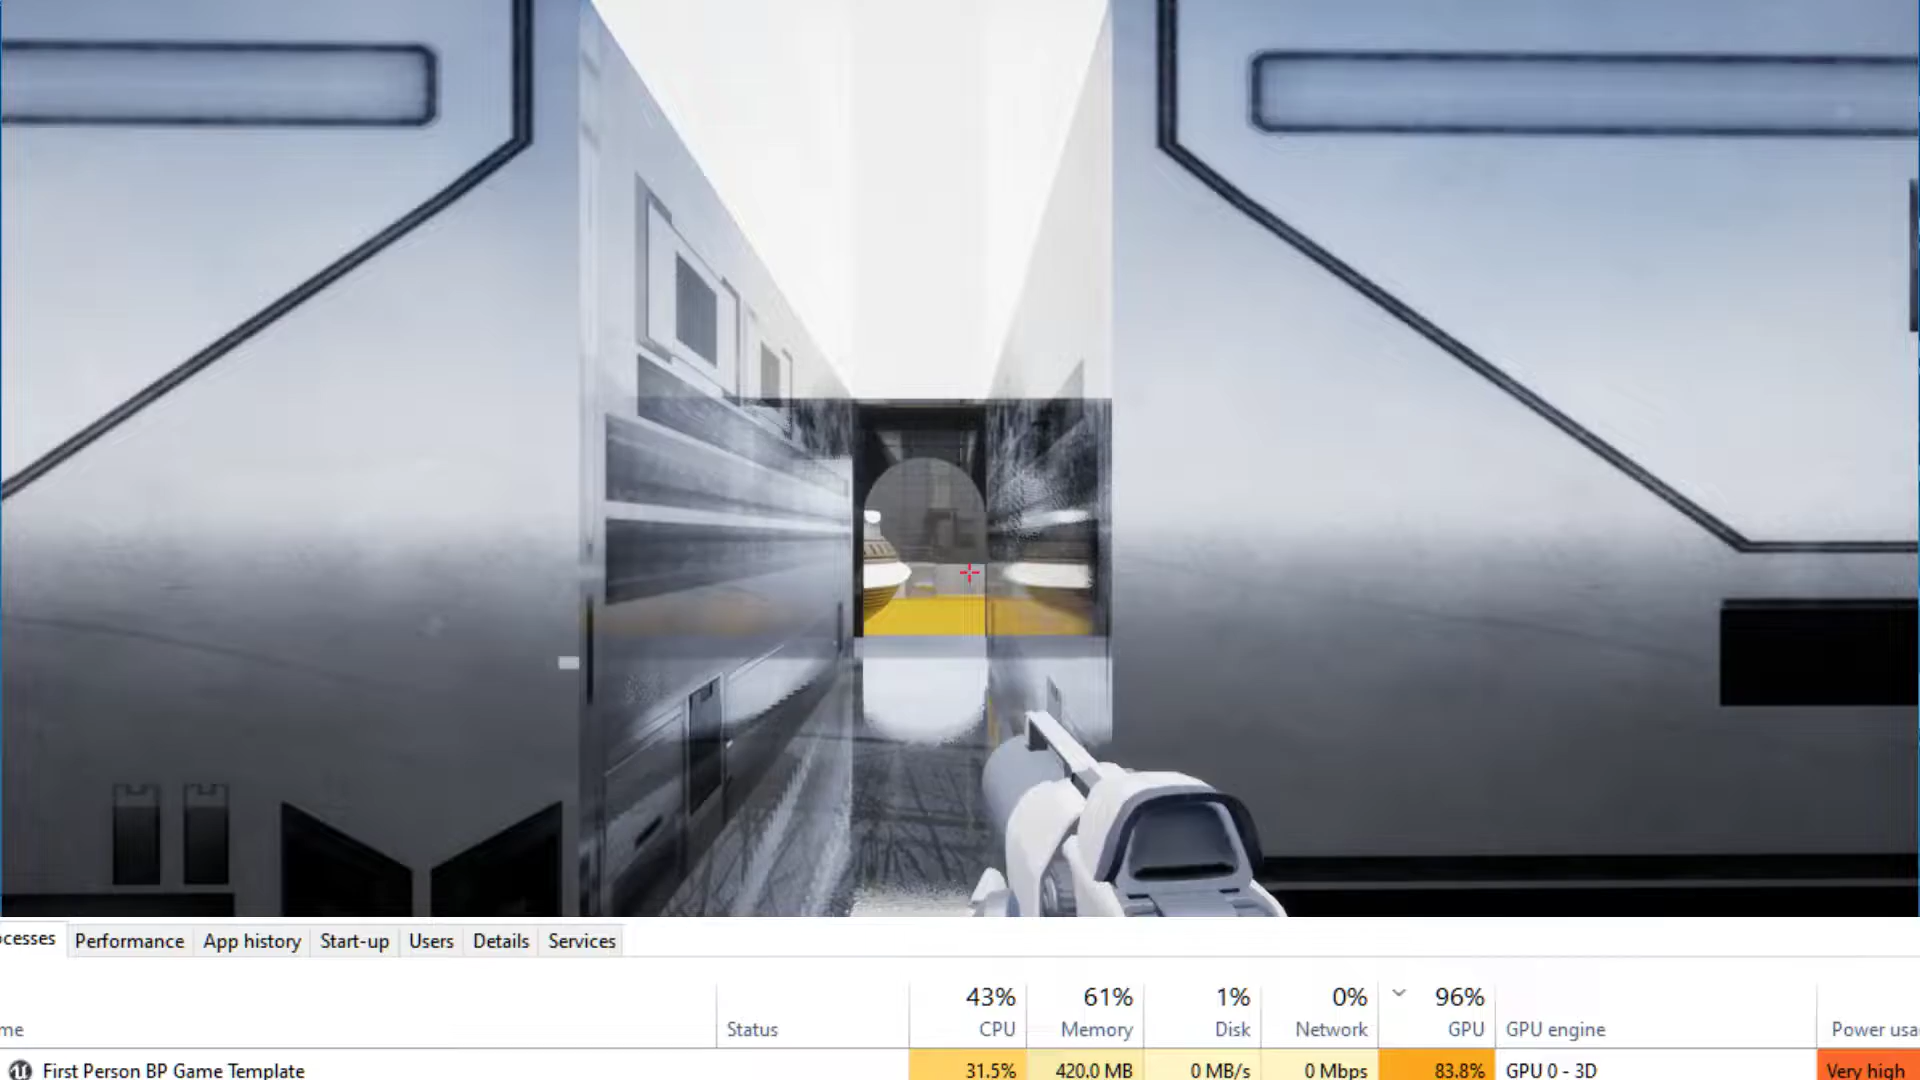 ocesses Performance App history Start-up Users Details Services
43% 61% 1% 0% 96%
me Status CPU Memory Disk Network GPU GPU engine Power usa
First Person BP Game Template 31.5% 420.0 MB 0 MB/s 0 Mbps 83.8% GPU 0 - 3D Very high